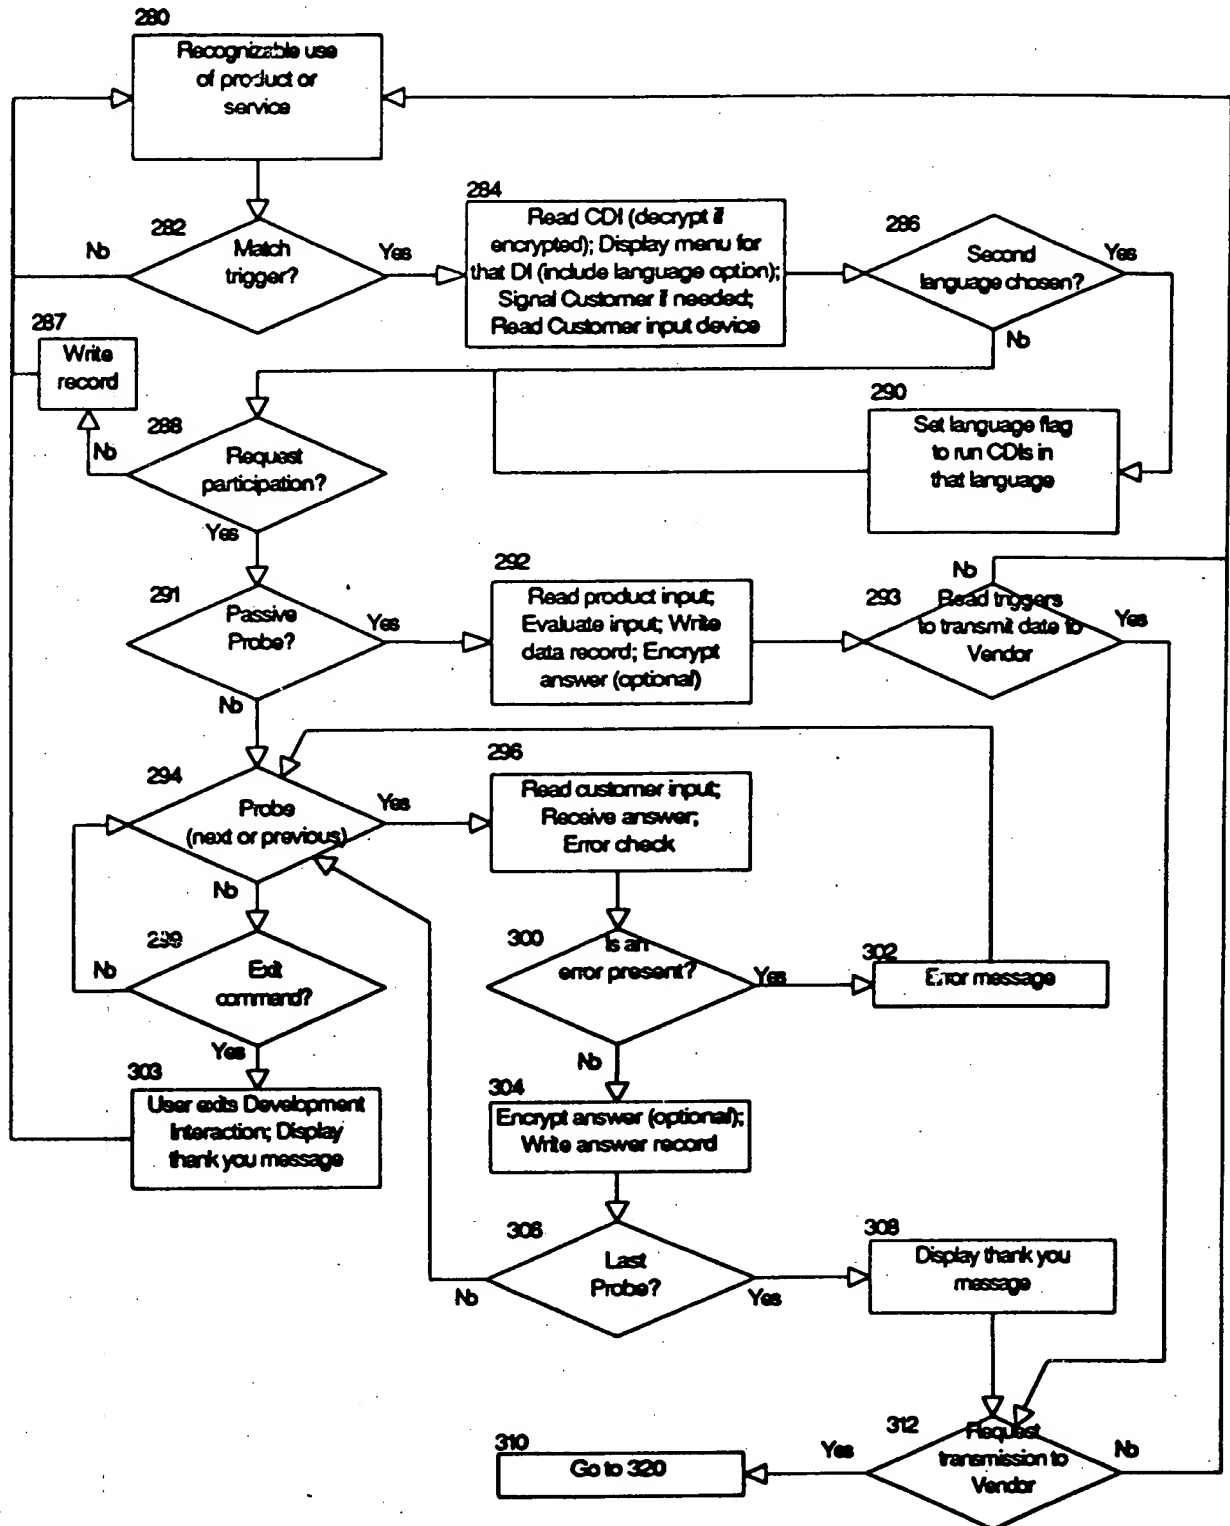 280
Recognizable use
of product or
service
282
Match
trigger?
No
Yes
284
Read CDI (decrypt if
encrypted); Display menu for
that DI (include language option);
Signal Customer if needed;
Read Customer input device
286
Second
language chosen?
Yes
No
287
Write
record
288
Request
participation?
No
Yes
290
Set language flag
to run CDIs in
that language
291
Passive
Probe?
Yes
No
292
Read product input;
Evaluate input; Write
data record; Encrypt
answer (optional)
293
No
Read triggers
to transmit date to
Vendor
Yes
294
Probe
(next or previous)
Yes
No
296
Read customer input;
Receive answer;
Error check
299
Exit
command?
No
Yes
300
Is an
error present?
Yes
No
302
Error message
303
User exits Development
Interaction; Display
thank you message
304
Encrypt answer (optional);
Write answer record
306
Last
Probe?
No
Yes
308
Display thank you
message
310
Go to 320
312
Request
transmission to
Vendor
Yes
No